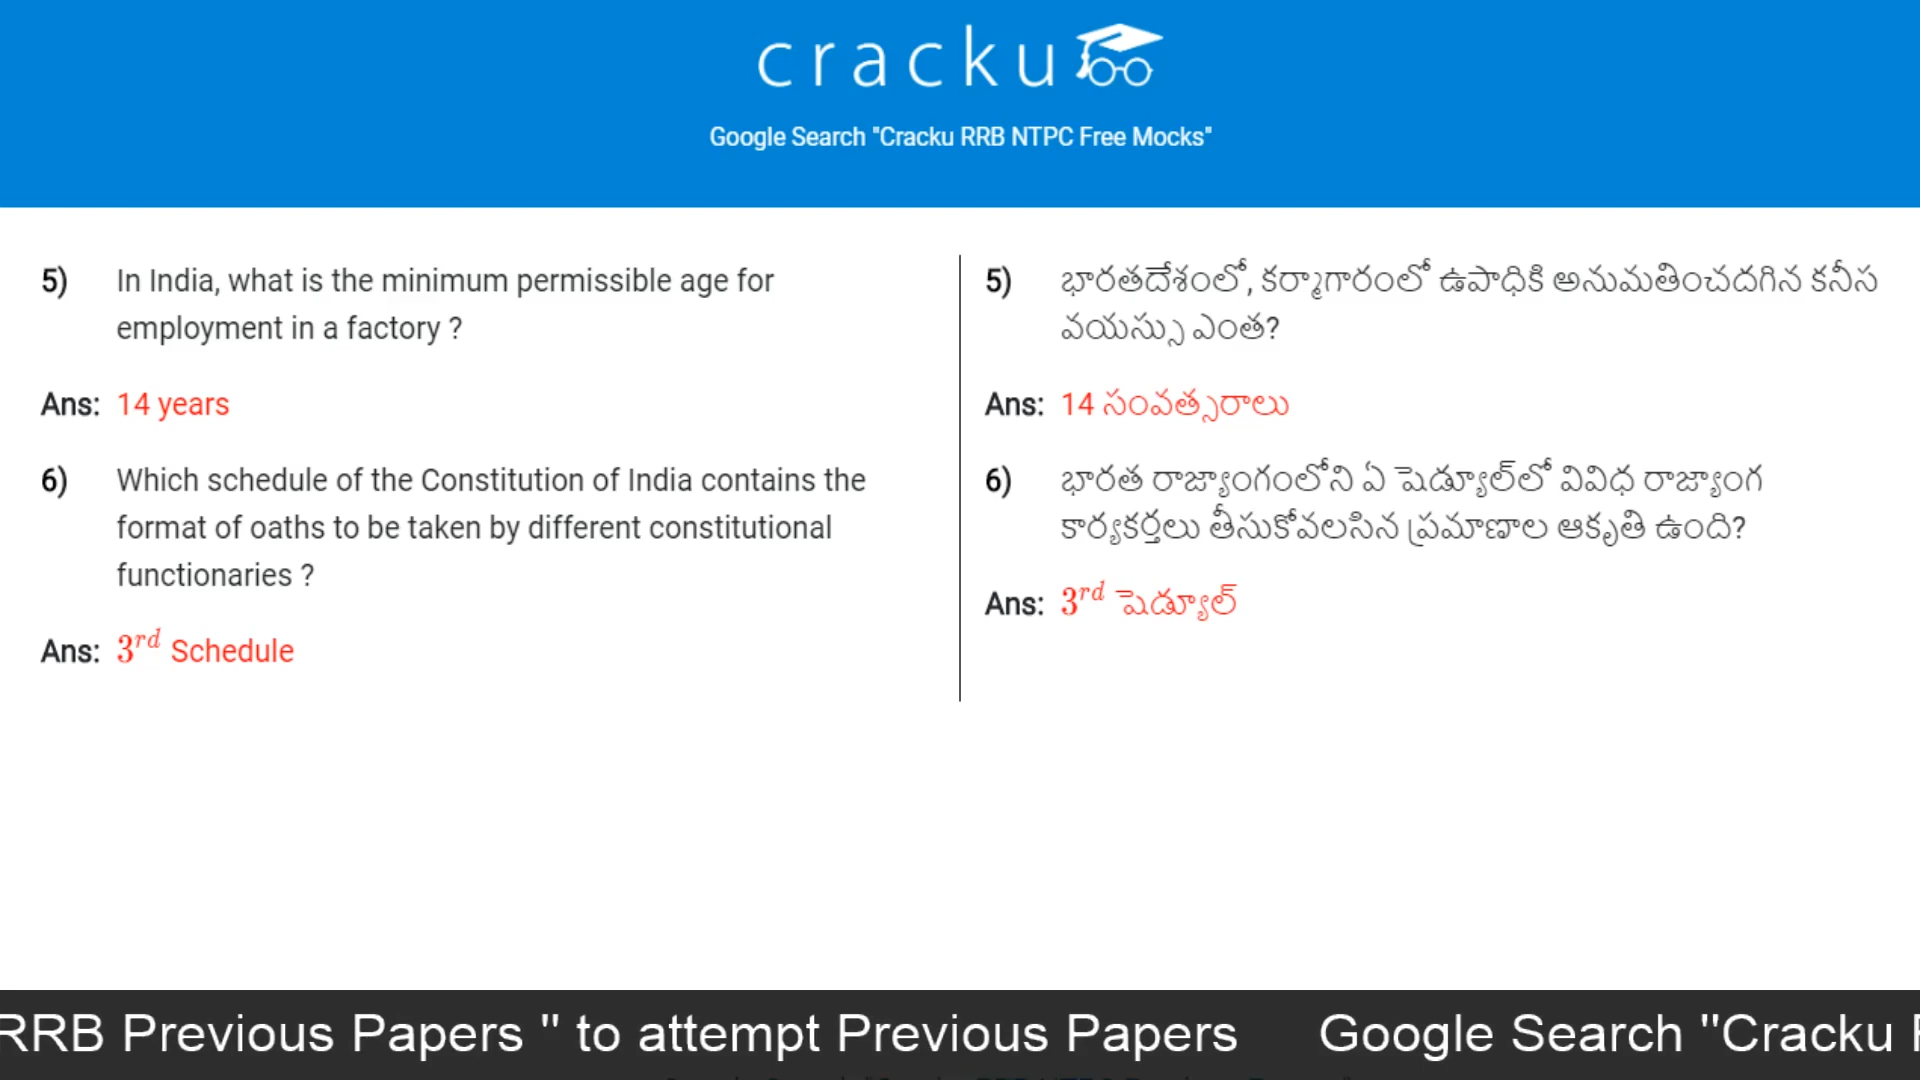 cracku
Google Search "Cracku RRB NTPC Free Mocks"
5) In India, what is the minimum permissible age for
employment in a factory ?
Ans: 14 years
6) Which schedule of the Constitution of India contains the
format of oaths to be taken by different constitutional
functionaries ?
Ans: 3rd Schedule
5) భారతదేశంలో, కర్మాగారంలో ఉపాధికి అనుమతించదగిన కనీస
వయస్సు ఎంత?
Ans: 14 సంవత్సరాలు
6) భారత రాజ్యాంగంలోని ఏ షెడ్యూల్‌లో వివిధ రాజ్యాంగ
కార్యకర్తలు తీసుకోవలసిన ప్రమాణాల ఆకృతి ఉంది?
Ans: 3rd షెడ్యూల్
RRB Previous Papers " to attempt Previous Papers Google Search "Cracku